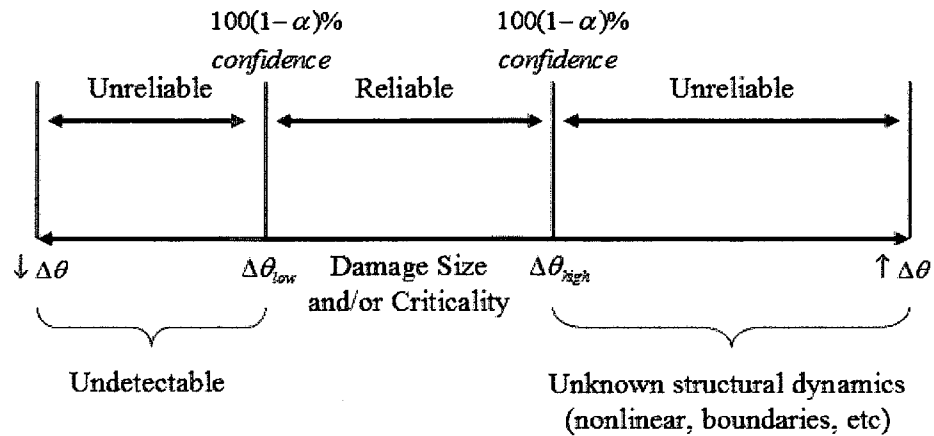 100(1−α)% 100(1−α)%
confidence confidence
Unreliable Reliable Unreliable
↓ Δθ Δθlow Damage Size Δθhigh ↑ Δθ
and/or Criticality
Undetectable Unknown structural dynamics
(nonlinear, boundaries, etc)